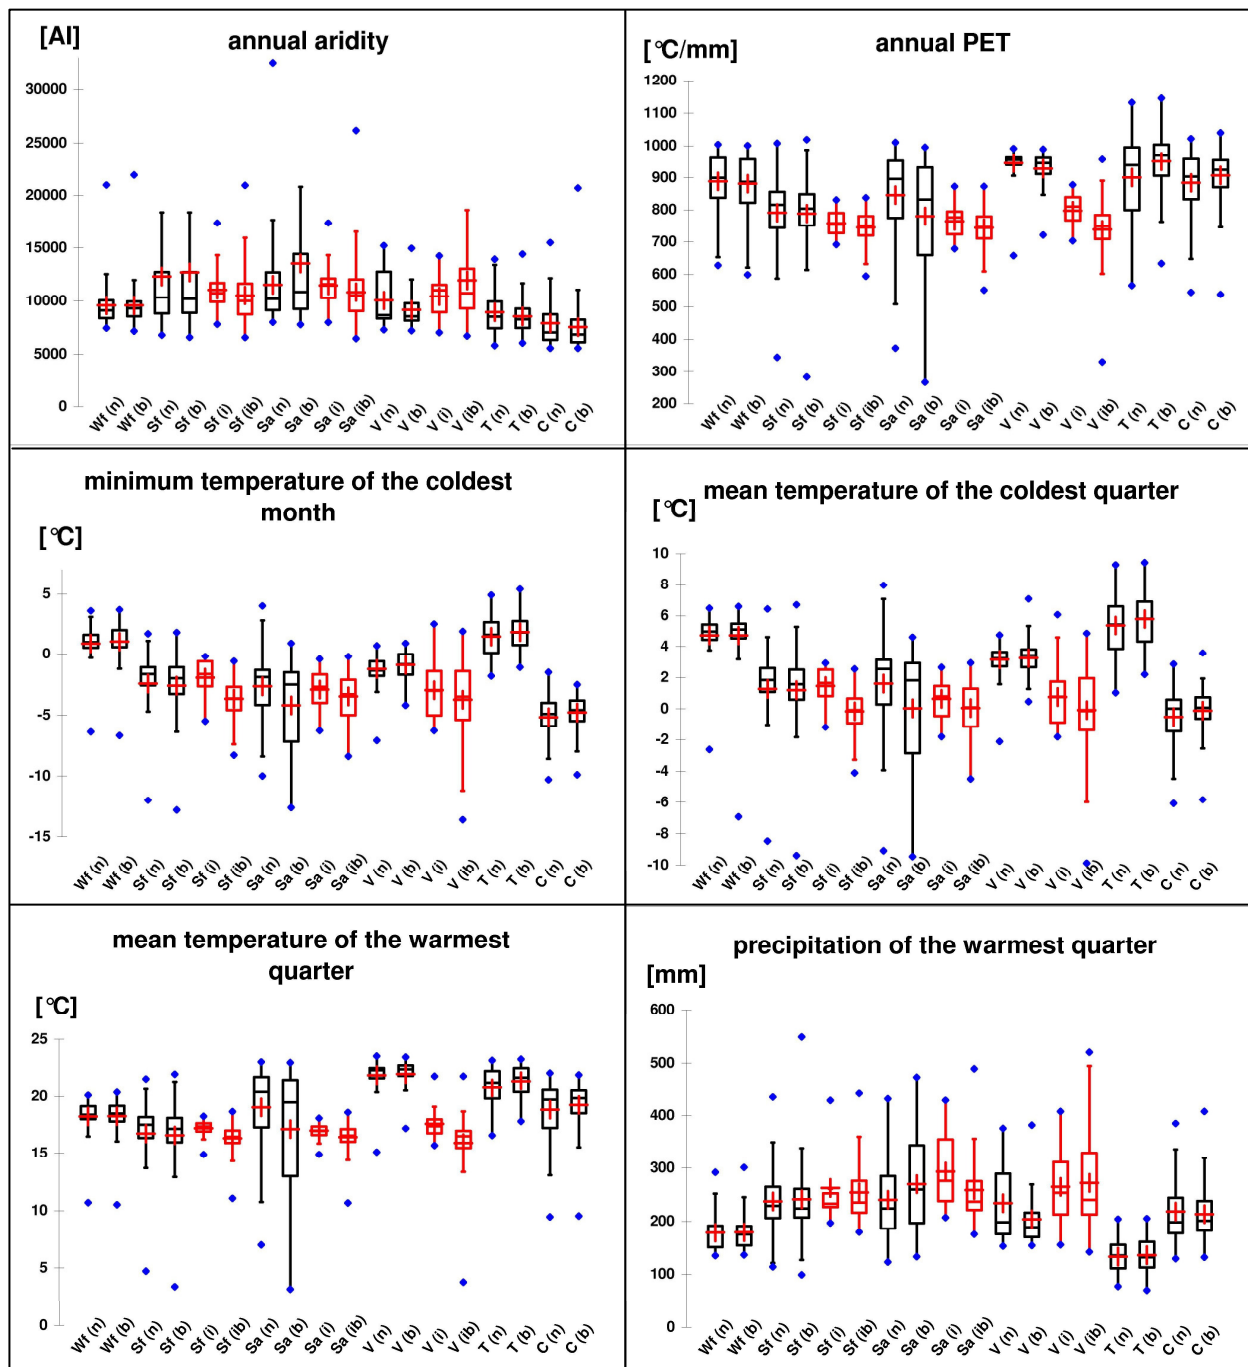 annual aridity
[AI]
30000
25000
20000
15000
10000
5000
0
Wf (n) Wf (b) Sf (n) Sf (b) Sf (i) Sf (ib) Sa (n) Sa (b) Sa (i) Sa (ib) V (n) V (b) V (i) V (ib) T (n) T (b) C (n) C (b)
annual PET
[°C/mm]
1200
1100
1000
900
800
700
600
500
400
300
200
Wf (n) Wf (b) Sf (n) Sf (b) Sf (i) Sf (ib) Sa (n) Sa (b) Sa (i) Sa (ib) V (n) V (b) V (i) V (ib) T (n) T (b) C (n) C (b)
minimum temperature of the coldest
month
[°C]
5
0
-5
-10
-15
Wf (n) Wf (b) Sf (n) Sf (b) Sf (i) Sf (ib) Sa (n) Sa (b) Sa (i) Sa (ib) V (n) V (b) V (i) V (ib) T (n) T (b) C (n) C (b)
mean temperature of the coldest quarter
[°C]
10
8
6
4
2
0
-2
-4
-6
-8
-10
Wf (n) Wf (b) Sf (n) Sf (b) Sf (i) Sf (ib) Sa (n) Sa (b) Sa (i) Sa (ib) V (n) V (b) V (i) V (ib) T (n) T (b) C (n) C (b)
mean temperature of the warmest
quarter
[°C]
25
20
15
10
5
0
Wf (n) Wf (b) Sf (n) Sf (b) Sf (i) Sf (ib) Sa (n) Sa (b) Sa (i) Sa (ib) V (n) V (b) V (i) V (ib) T (n) T (b) C (n) C (b)
precipitation of the warmest quarter
[mm]
600
500
400
300
200
100
0
Wf (n) Wf (b) Sf (n) Sf (b) Sf (i) Sf (ib) Sa (n) Sa (b) Sa (i) Sa (ib) V (n) V (b) V (i) V (ib) T (n) T (b) C (n) C (b)